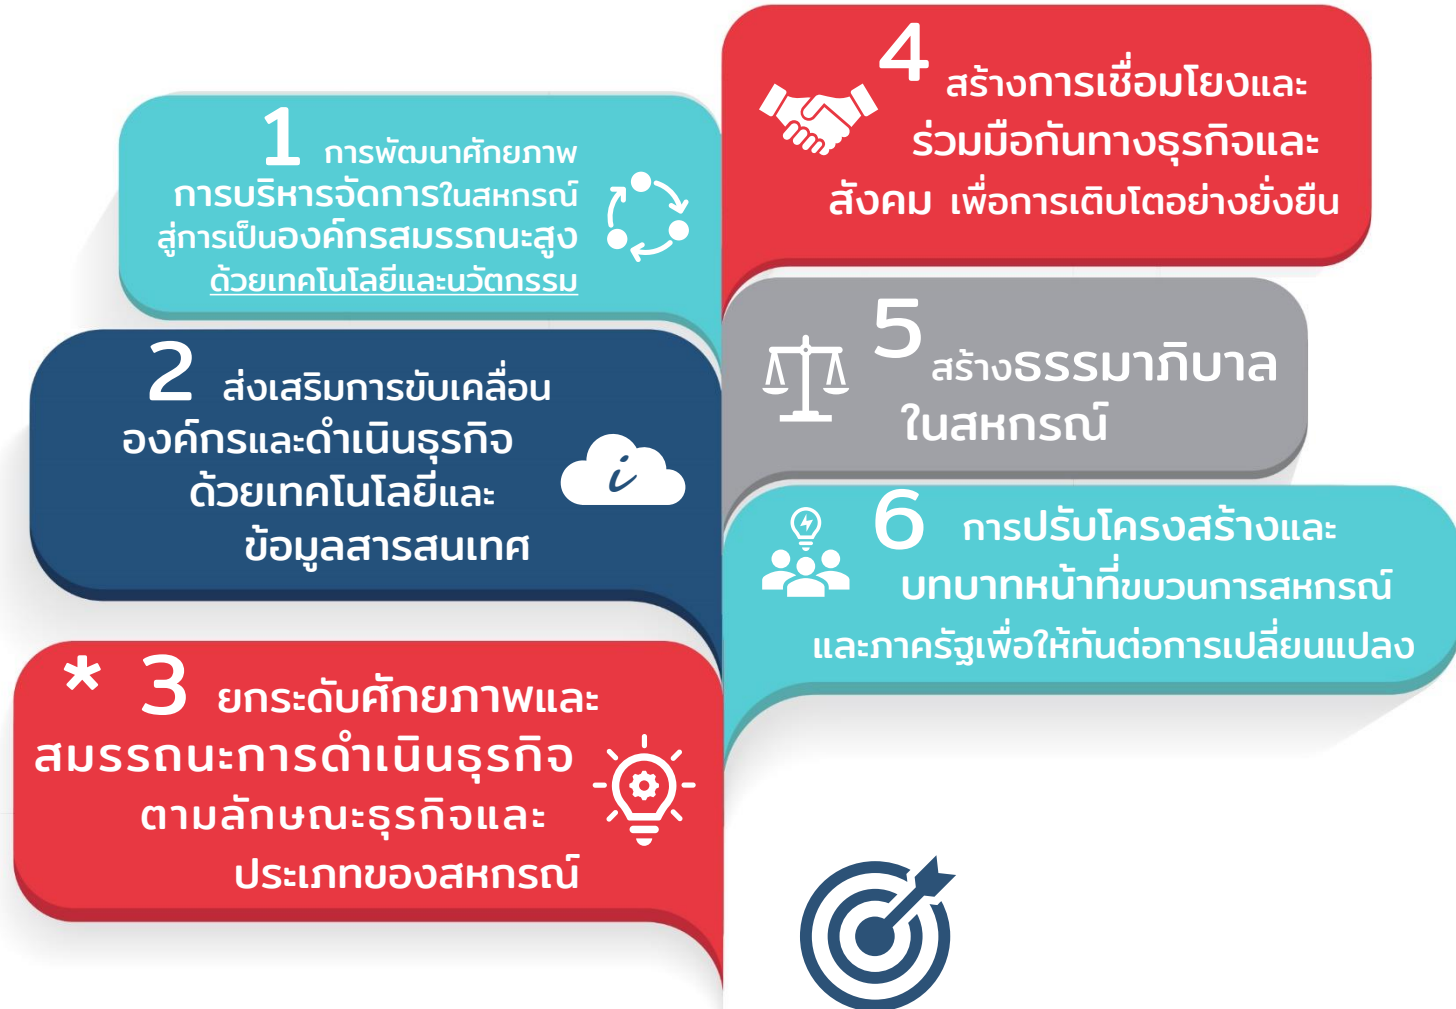 1 การพัฒนาศักยภาพ
การบริหารจัดการในสหกรณ์
สู่การเป็นองค์กรสมรรถนะสูง
ด้วยเทคโนโลยีและนวัตกรรม
2 ส่งเสริมการขับเคลื่อน
องค์กรและดำเนินธุรกิจ
ด้วยเทคโนโลยีและ
ข้อมูลสารสนเทศ
i
* 3 ยกระดับศักยภาพและ
สมรรถนะการดำเนินธุรกิจ
ตามลักษณะธุรกิจและ
ประเภทของสหกรณ์
4 สร้างการเชื่อมโยงและ
ร่วมมือกันทางธุรกิจและ
สังคม เพื่อการเติบโตอย่างยั่งยืน
5 สร้างธรรมาภิบาล
ในสหกรณ์
6 การปรับโครงสร้างและ
บทบาทหน้าที่ขบวนการสหกรณ์
และภาครัฐเพื่อให้ทันต่อการเปลี่ยนแปลง